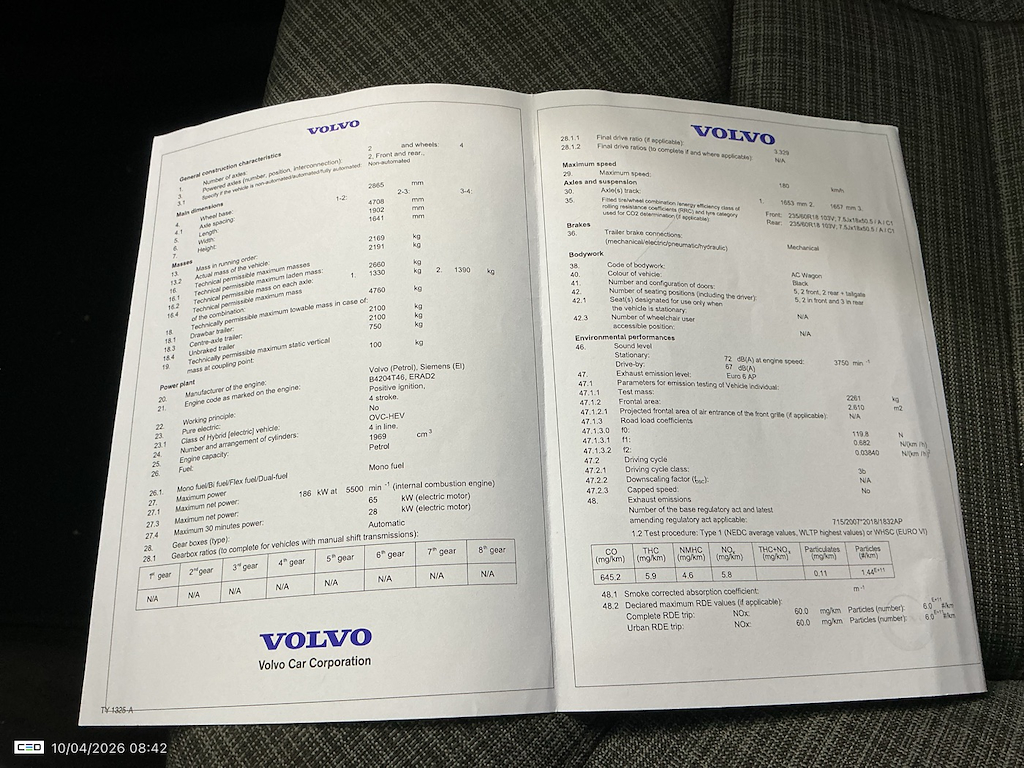 VOLVO
General construction characteristics
1. Number of axles: 2 and wheels: 4
3. Powered axles (number, position, interconnection): 2, Front and rear.,
3.1 Specify if the vehicle is non-automated/automated/fully automated: Non-automated
Main dimensions
4. Wheel base: 2865 mm
4.1 Axle spacing: 1-2: 2-3: mm 3-4:
5. Length: 4708 mm
6. Width: 1902 mm
7. Height: 1641 mm
Masses
13. Mass in running order: 2169 kg
13.2 Actual mass of the vehicle: 2191 kg
16. Technical permissible maximum masses
16.1 Technical permissible maximum laden mass: 2660 kg
16.2 Technical permissible mass on each axle: 1. 1330 kg 2. 1390 kg
16.4 Technical permissible maximum mass
of the combination: 4760 kg
18. Technically permissible maximum towable mass in case of:
18.1 Drawbar trailer: 2100 kg
18.3 Centre-axle trailer: 2100 kg
18.4 Unbraked trailer 750 kg
19. Technically permissible maximum static vertical
mass at coupling point: 100 kg
Power plant
20. Manufacturer of the engine: Volvo (Petrol), Siemens (El)
21. Engine code as marked on the engine: B4204T46, ERAD2
22. Working principle: Positive ignition,
4 stroke.
23. Pure electric: No
23.1 Class of Hybrid [electric] vehicle: OVC-HEV
24. Number and arrangement of cylinders: 4 in line.
25. Engine capacity: 1969 cm3
26. Fuel: Petrol
26.1. Mono fuel/Bi fuel/Flex fuel/Dual-fuel Mono fuel
27. Maximum power
27.1 Maximum net power: 186 kW at 5500 min -1 (internal combustion engine)
27.3 Maximum net power: 65 kW (electric motor)
27.4 Maximum 30 minutes power: 28 kW (electric motor)
28. Gear boxes (type): Automatic
28.1 Gearbox ratios (to complete for vehicles with manual shift transmissions):
1st gear 2nd gear 3rd gear 4th gear 5th gear 6th gear 7th gear 8th gear
N/A N/A N/A N/A N/A N/A N/A N/A
VOLVO
Volvo Car Corporation
TV 1325-A
VOLVO
28.1.1 Final drive ratio (if applicable): 3.329
28.1.2 Final drive ratios (to complete if and where applicable): N/A
Maximum speed
29. Maximum speed: 180 km/h
Axles and suspension
30. Axle(s) track: 1. 1653 mm 2. 1657 mm 3.
35. Fitted tire/wheel combination /energy efficiency class of
rolling resistance coefficients (RRC) and tyre category
used for CO2 determination (if applicable): Front: 235/60R18 103V, 7.5Jx18x50.5 / A / C1
Rear: 235/60R18 103V, 7.5Jx18x50.5 / A / C1
Brakes
36. Trailer brake connections:
(mechanical/electric/pneumatic/hydraulic) Mechanical
Bodywork
38. Code of bodywork: AC Wagon
40. Colour of vehicle: Black
41. Number and configuration of doors: 5, 2 front, 2 rear + tailgate
42. Number of seating positions (including the driver): 5, 2 in front and 3 in rear
42.1 Seat(s) designated for use only when
the vehicle is stationary: N/A
42.3 Number of wheelchair user
accessible position: N/A
Environmental performances
46. Sound level
Stationary: 72 dB(A) at engine speed: 3750 min -1
Drive-by: 67 dB(A)
47. Exhaust emission level: Euro 6 AP
47.1 Parameters for emission testing of Vehicle individual:
47.1.1 Test mass: 2261 kg
47.1.2 Frontal area: 2.610 m2
47.1.2.1 Projected frontal area of air entrance of the front grille (if applicable): N/A
47.1.3 Road load coefficients
47.1.3.0 f0: 119.8 N
47.1.3.1 f1: 0.682 N/(km /h)
47.1.3.2 f2: 0.03840 N/(km /h)2
47.2 Driving cycle
47.2.1 Driving cycle class: 3b
47.2.2 Downscaling factor (fdsc): N/A
47.2.3 Capped speed: No
48. Exhaust emissions
Number of the base regulatory act and latest
amending regulatory act applicable: 715/2007*2018/1832AP
1.2 Test procedure: Type 1 (NEDC average values, WLTP highest values) or WHSC (EURO VI)
CO (mg/km) THC (mg/km) NMHC (mg/km) NOx (mg/km) THC+NOx (mg/km) Particulates (mg/km) Particles (#/km)
645.2 5.9 4.6 5.8 0.11 1.44E+11
48.1 Smoke corrected absorption coefficient: m-1
48.2 Declared maximum RDE values (if applicable):
Complete RDE trip: NOx: 60.0 mg/km Particles (number): 6.0E+11 #/km
Urban RDE trip: NOx: 60.0 mg/km Particles (number): 6.0E+11 #/km
CEO 10/04/2026 08:42